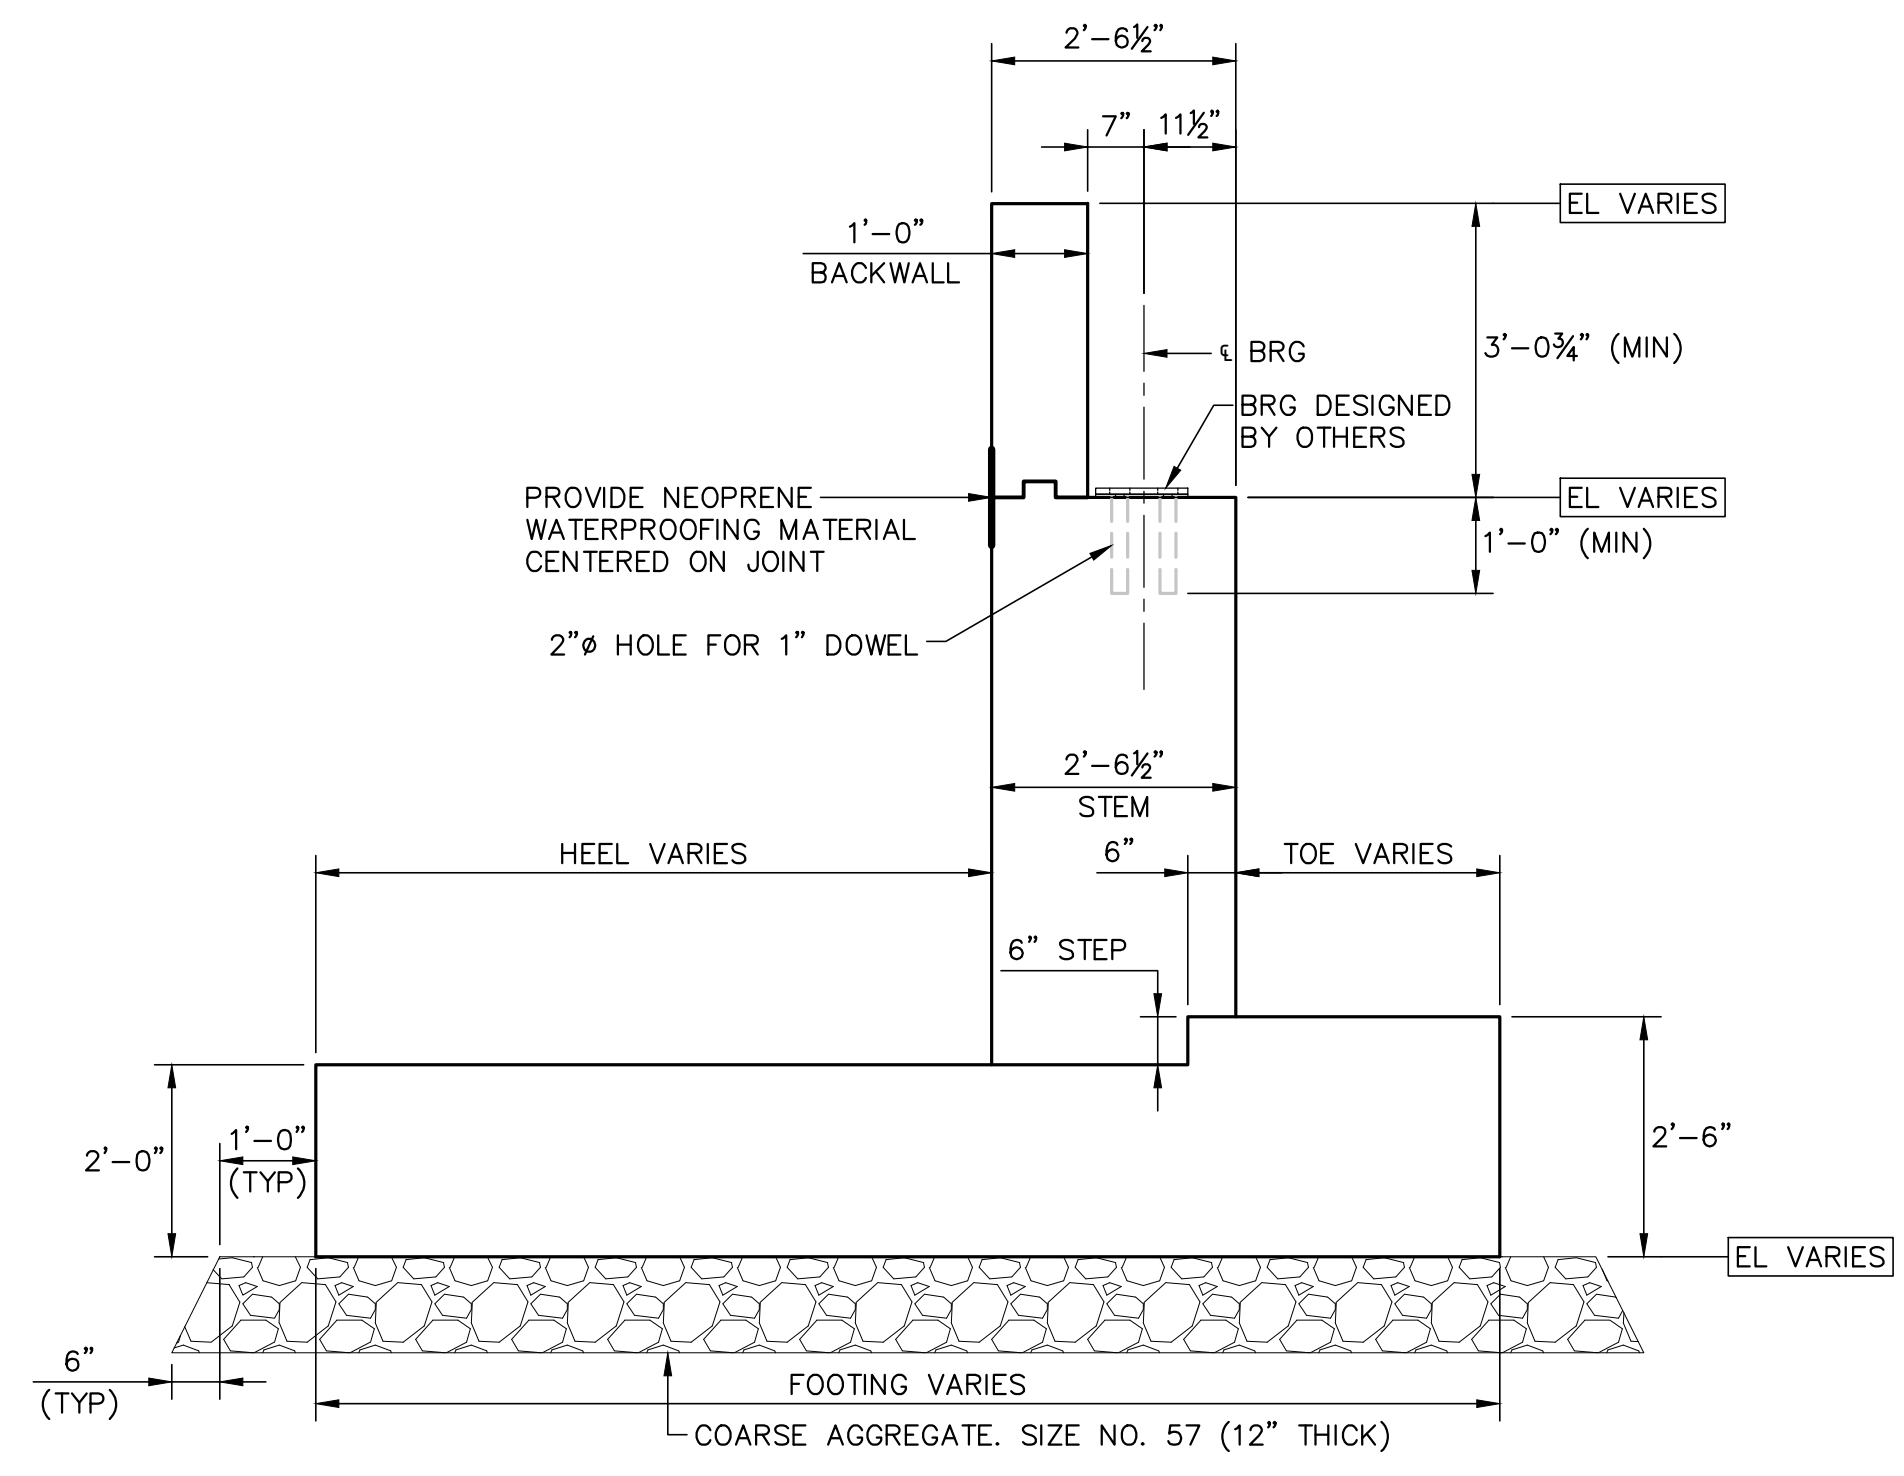 2'-6½"
7"
11½"
EL VARIES
1'-0"
BACKWALL
3'-0¾" (MIN)
℄ BRG
BRG DESIGNED
BY OTHERS
PROVIDE NEOPRENE
WATERPROOFING MATERIAL
CENTERED ON JOINT
EL VARIES
1'-0" (MIN)
2"ø HOLE FOR 1" DOWEL
2'-6½"
STEM
HEEL VARIES
6"
TOE VARIES
6" STEP
2'-0"
1'-0"
(TYP)
2'-6"
EL VARIES
6"
(TYP)
FOOTING VARIES
COARSE AGGREGATE. SIZE NO. 57 (12" THICK)